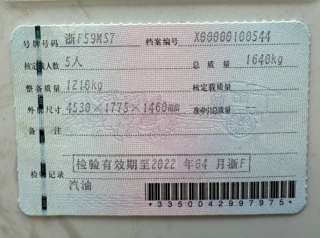 号牌号码 浙F59M57 档案编号 X00000100544
核定载人数 5人 总质量 1640kg
整备质量 1210kg 核定载质量
外廓尺寸 4530×1775×1460mm 准牵引总质量
备注
检验有效期至2022年04月浙F
检验记录 汽油
*3350042997975*